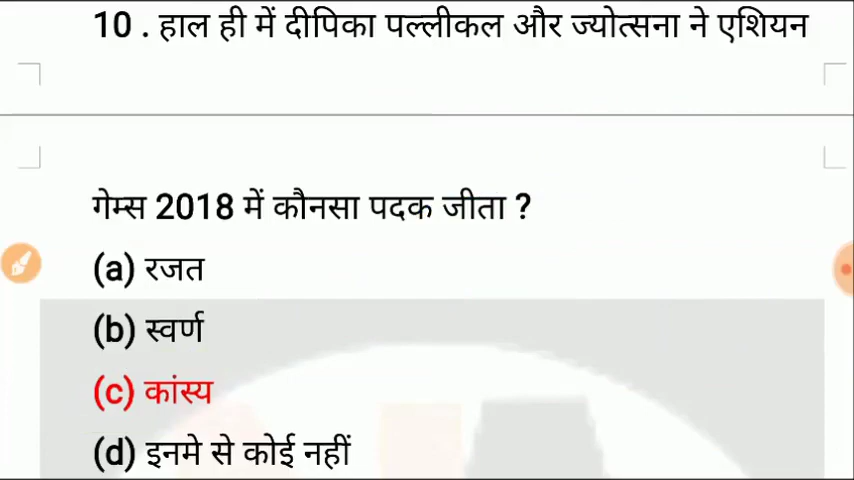 10 . हाल ही में दीपिका पल्लीकल और ज्योत्सना ने एशियन
गेम्स 2018 में कौनसा पदक जीता ?
(a) रजत
(b) स्वर्ण
(c) कांस्य
(d) इनमे से कोई नहीं